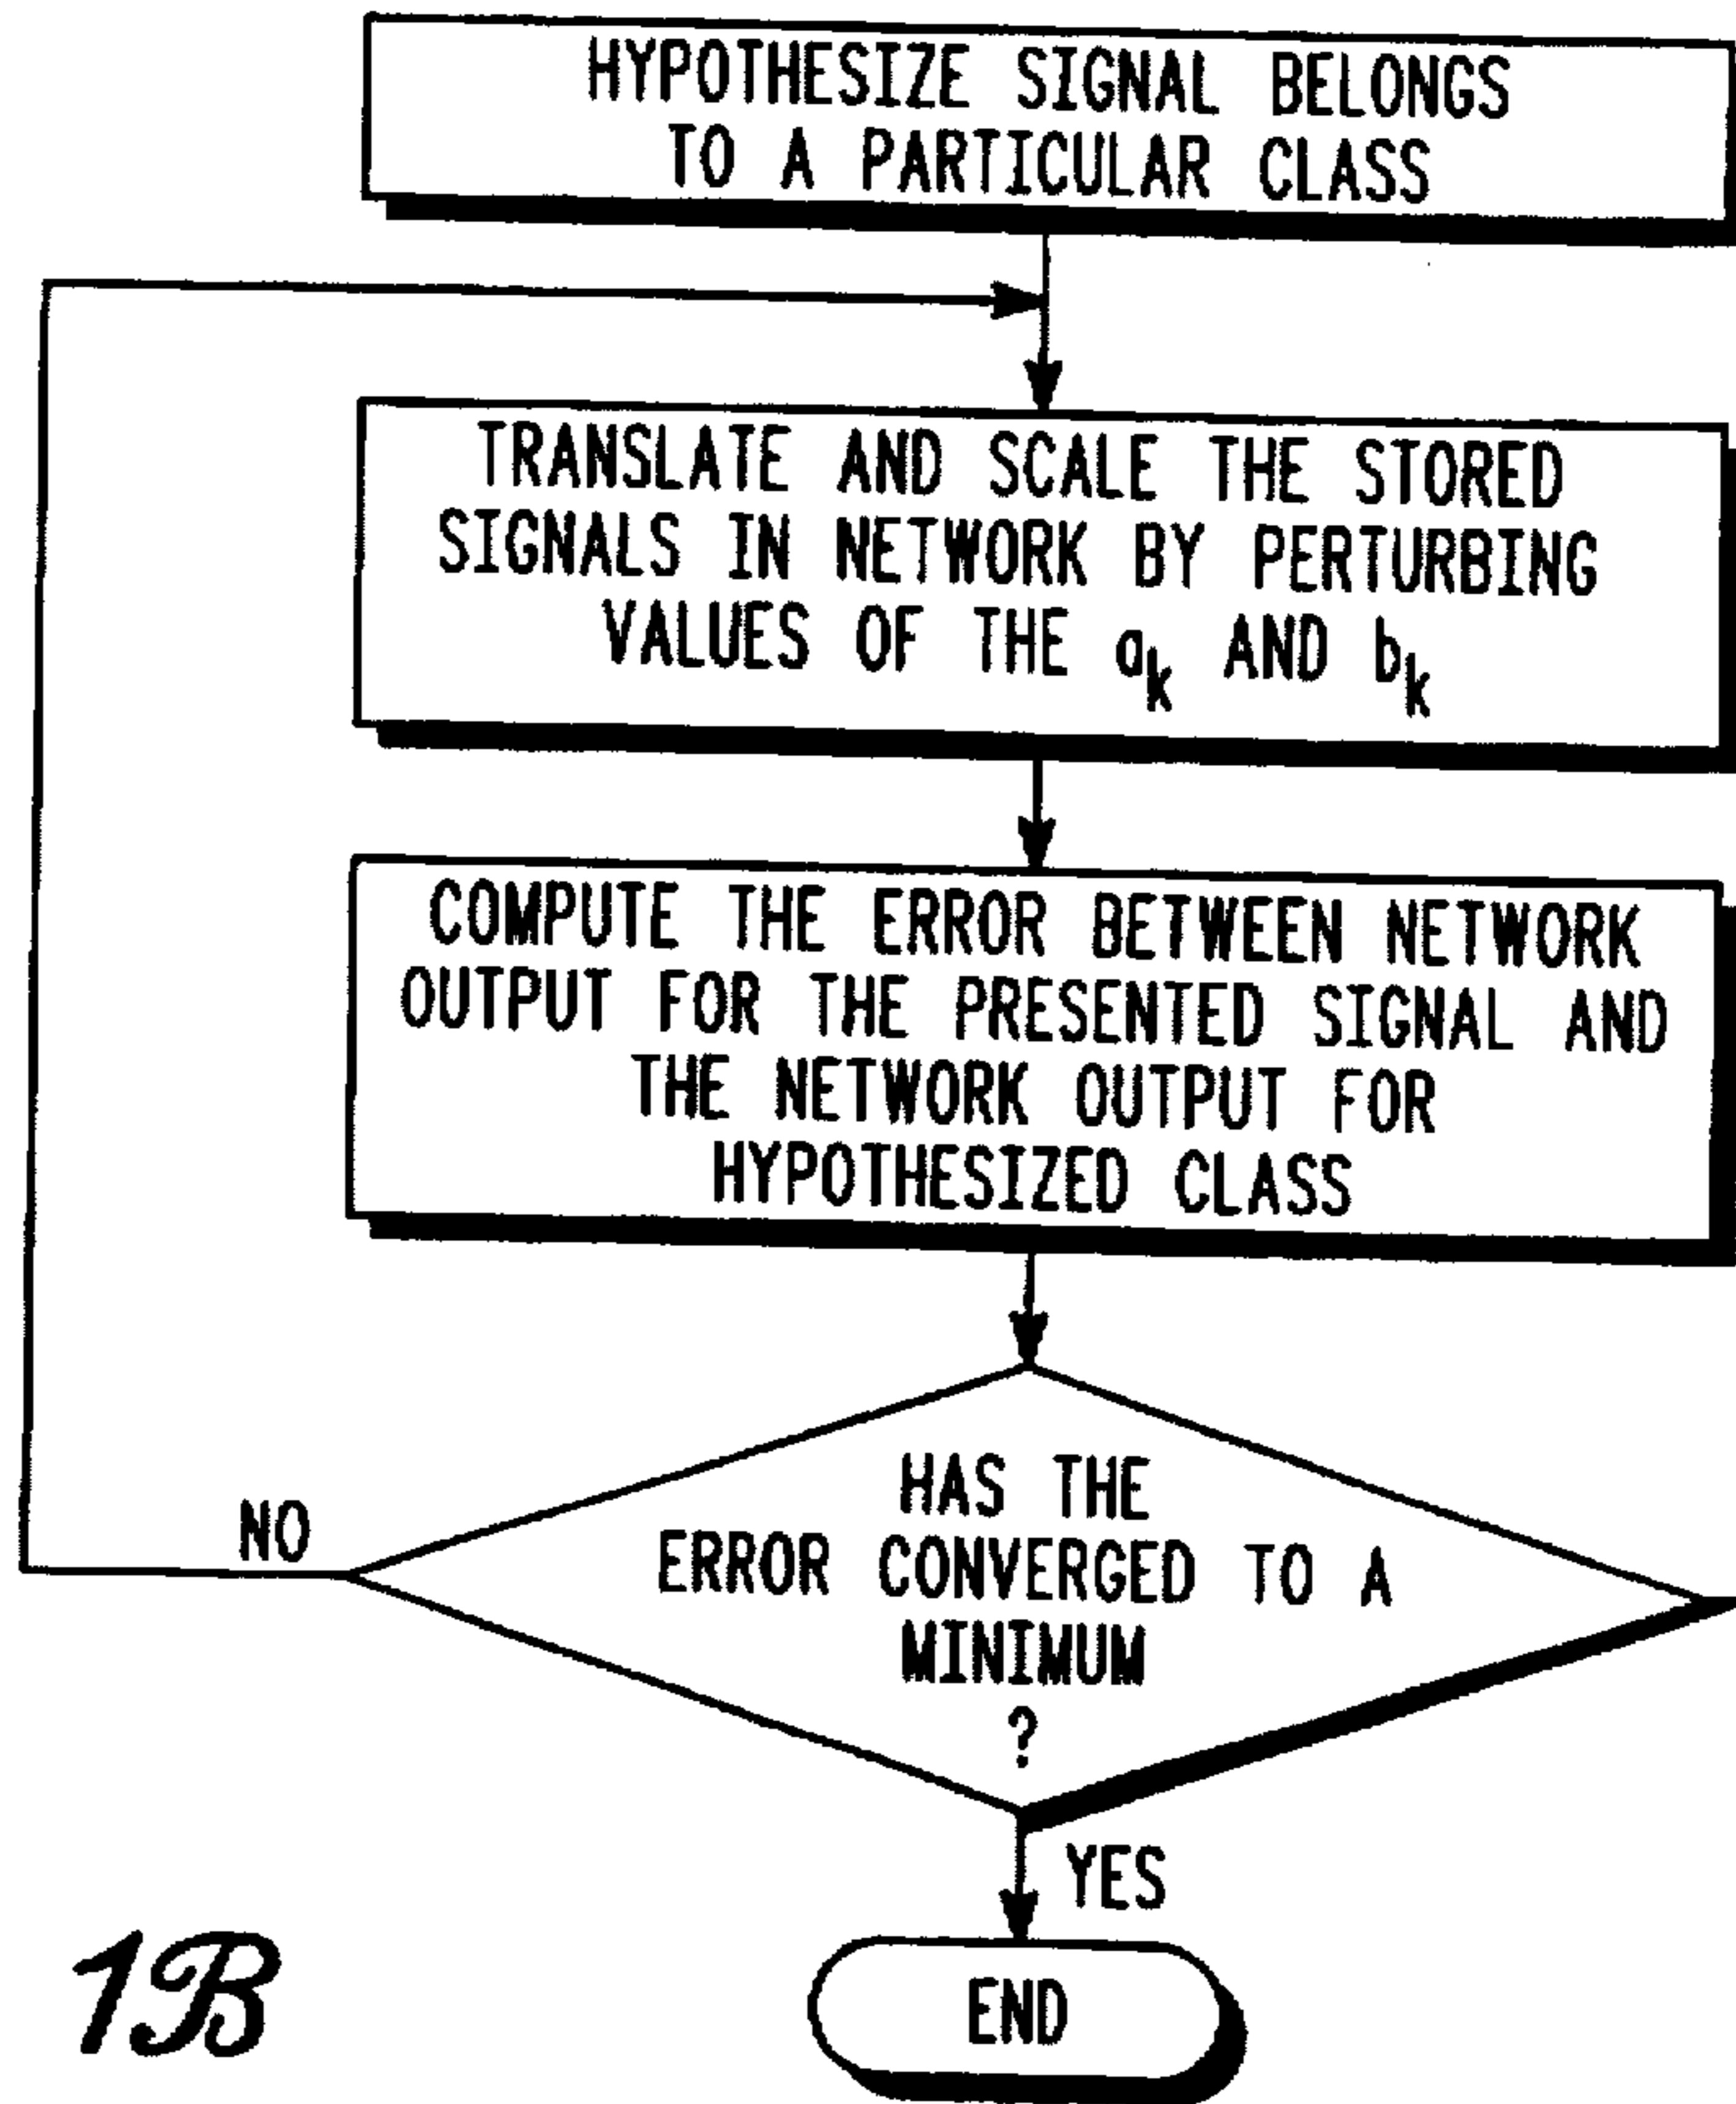 HYPOTHESIZE SIGNAL BELONGS
TO A PARTICULAR CLASS
TRANSLATE AND SCALE THE STORED
SIGNALS IN NETWORK BY PERTURBING
VALUES OF THE a_k AND b_k
COMPUTE THE ERROR BETWEEN NETWORK
OUTPUT FOR THE PRESENTED SIGNAL AND
THE NETWORK OUTPUT FOR
HYPOTHESIZED CLASS
HAS THE
ERROR CONVERGED TO A
MINIMUM
?
NO
YES
END
1B